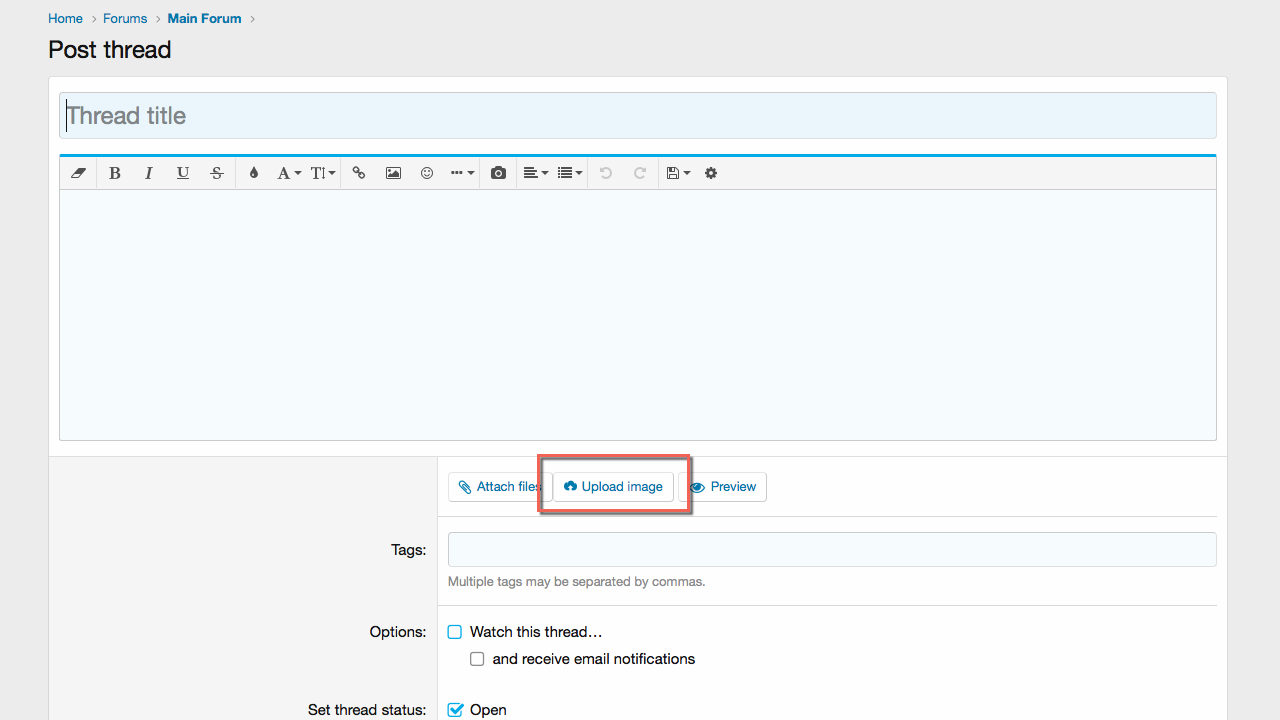 Home > Forums > Main Forum >
Post thread
Thread title
B I U S A T
Attach files Upload image Preview
Tags:
Multiple tags may be separated by commas.
Options: Watch this thread...
and receive email notifications
Set thread status: Open